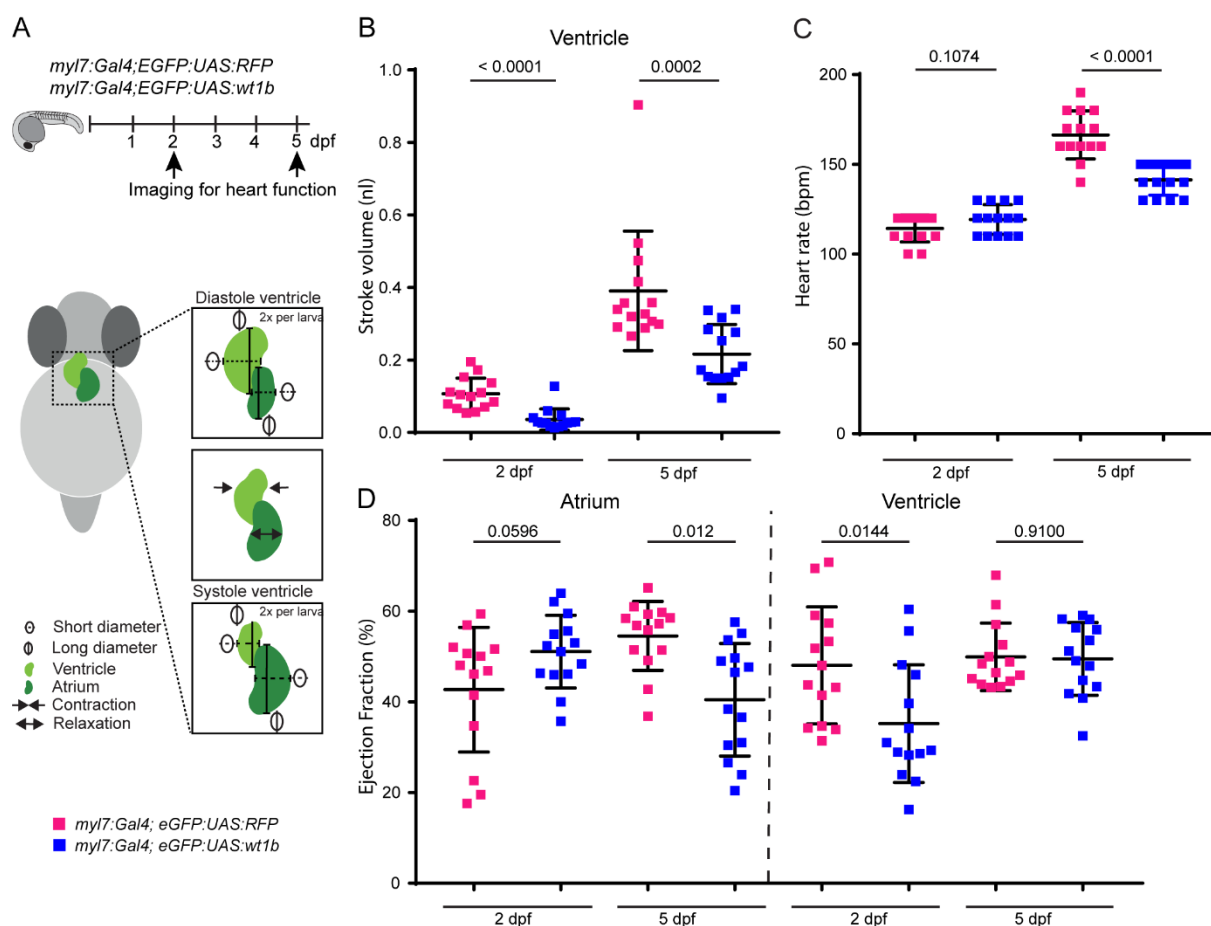 A
myl7:Gal4;EGFP:UAS:RFP
myl7:Gal4;EGFP:UAS:wt1b
1 2 3 4 5 dpf
Imaging for heart function
Diastole ventricle
2x per larva
Systole ventricle
2x per larva
Short diameter
Long diameter
Ventricle
Atrium
Contraction
Relaxation
myl7:Gal4; eGFP:UAS:RFP
myl7:Gal4; eGFP:UAS:wt1b
B
Ventricle
< 0.0001
0.0002
Stroke volume (nl)
1.0
0.8
0.6
0.4
0.2
0.0
2 dpf
5 dpf
C
0.1074
< 0.0001
Heart rate (bpm)
200
150
100
50
0
2 dpf
5 dpf
D
Atrium
Ventricle
0.0596
0.012
0.0144
0.9100
Ejection Fraction (%)
80
60
40
20
0
2 dpf
5 dpf
2 dpf
5 dpf